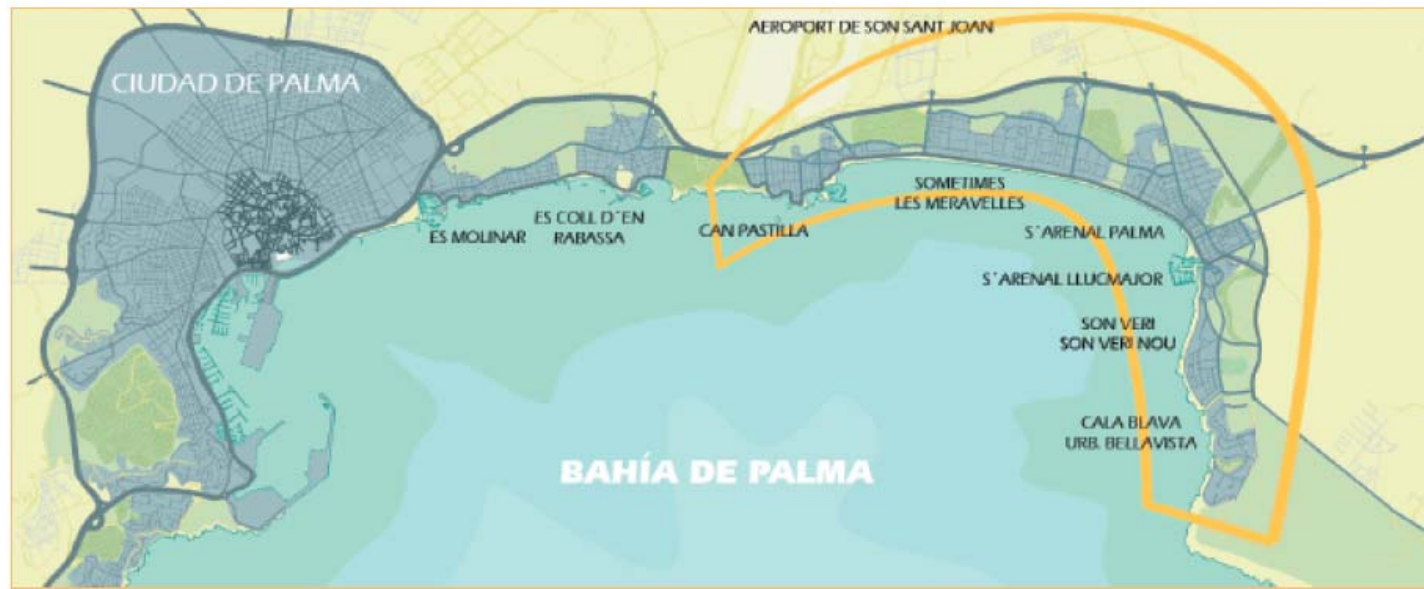 AEROPORT DE SON SANT JOAN
CIUDAD DE PALMA
SOMETIMES
LES MERAVELLES
ES COLL D´EN
RABASSA
ES MOLINAR
CAN PASTILLA
S´ARENAL PALMA
S´ARENAL LLUCMAJOR
SON VERI
SON VERI NOU
CALA BLAVA
URB. BELLAVISTA
BAHÍA DE PALMA